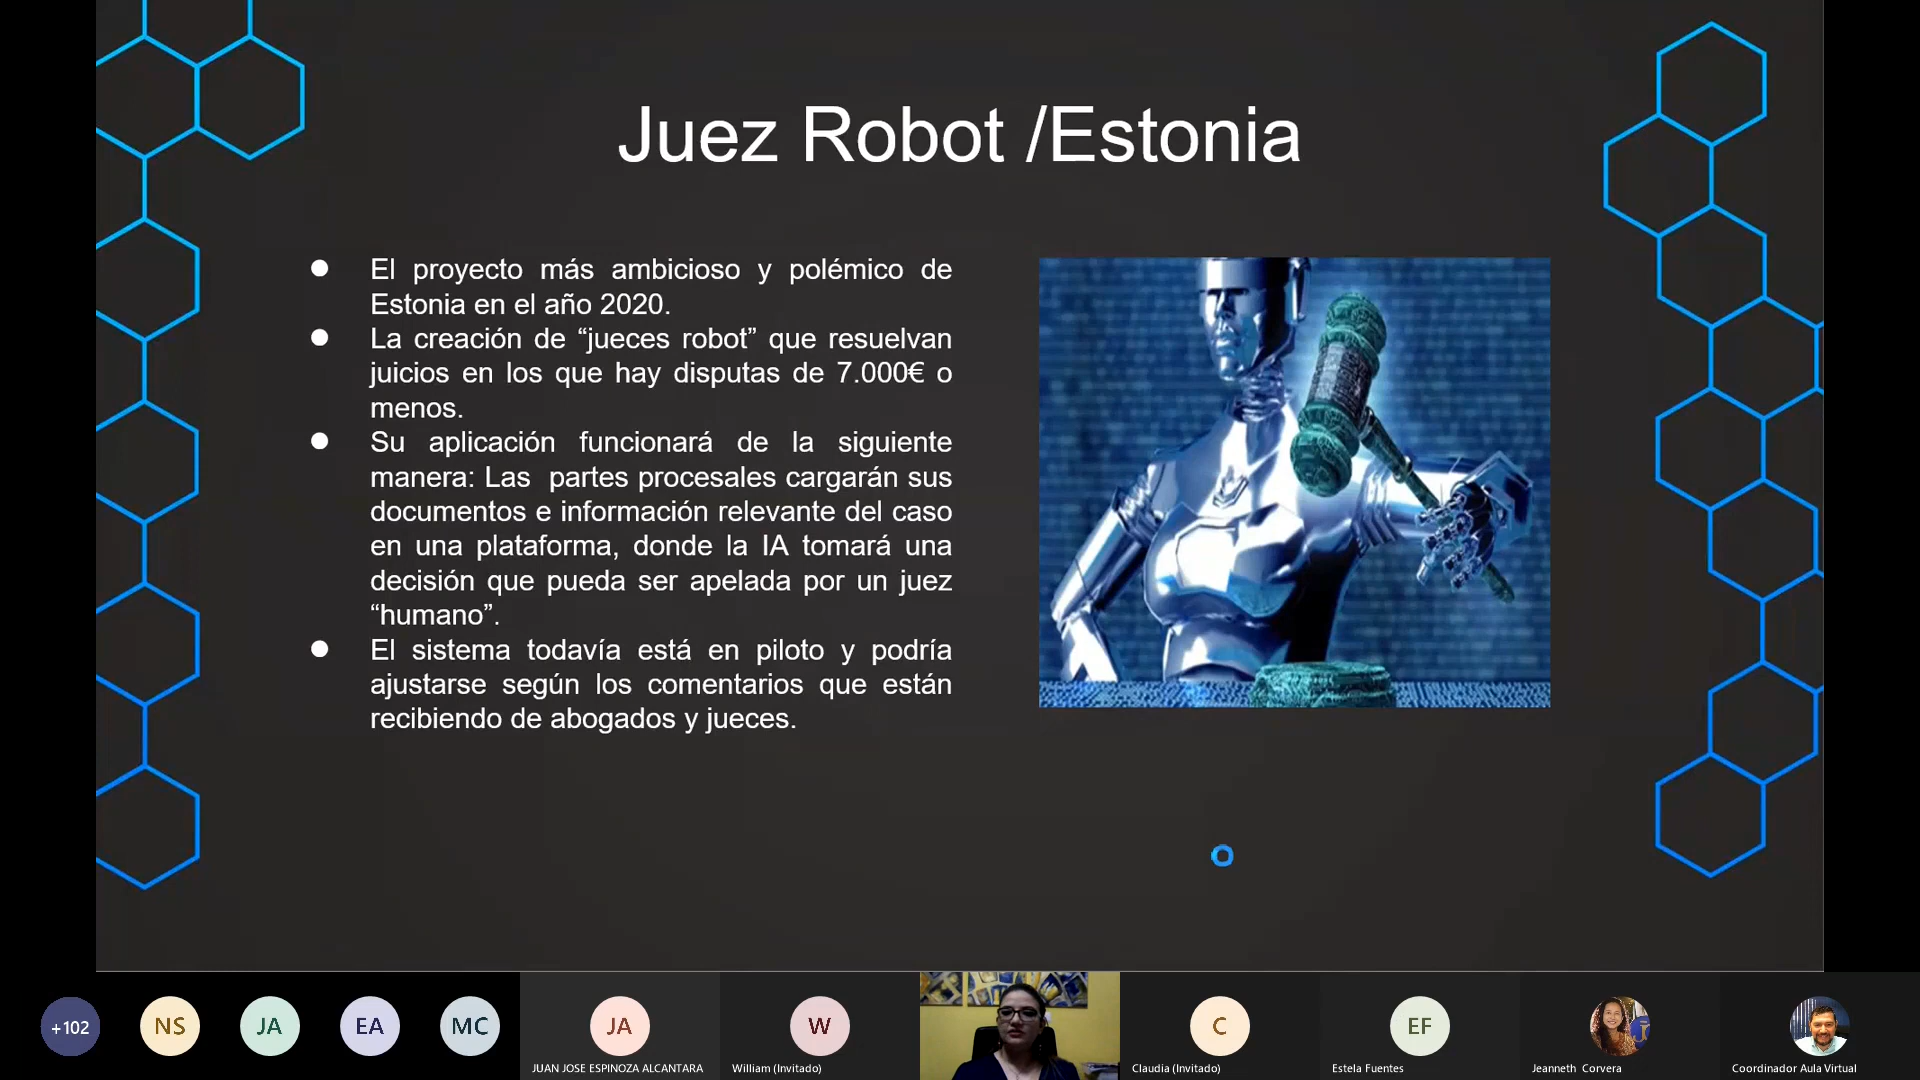 Juez Robot /Estonia
● El proyecto más ambicioso y polémico de
Estonia en el año 2020.
● La creación de “jueces robot” que resuelvan
juicios en los que hay disputas de 7.000€ o
menos.
● Su aplicación funcionará de la siguiente
manera: Las partes procesales cargarán sus
documentos e información relevante del caso
en una plataforma, donde la IA tomará una
decisión que pueda ser apelada por un juez
“humano”.
● El sistema todavía está en piloto y podría
ajustarse según los comentarios que están
recibiendo de abogados y jueces.
+102
NS
JA
EA
MC
JA
JUAN JOSE ESPINOZA ALCANTARA
W
William (Invitado)
C
Claudia (Invitado)
EF
Estela Fuentes
Jeanneth Corvera
Coordinador Aula Virtual